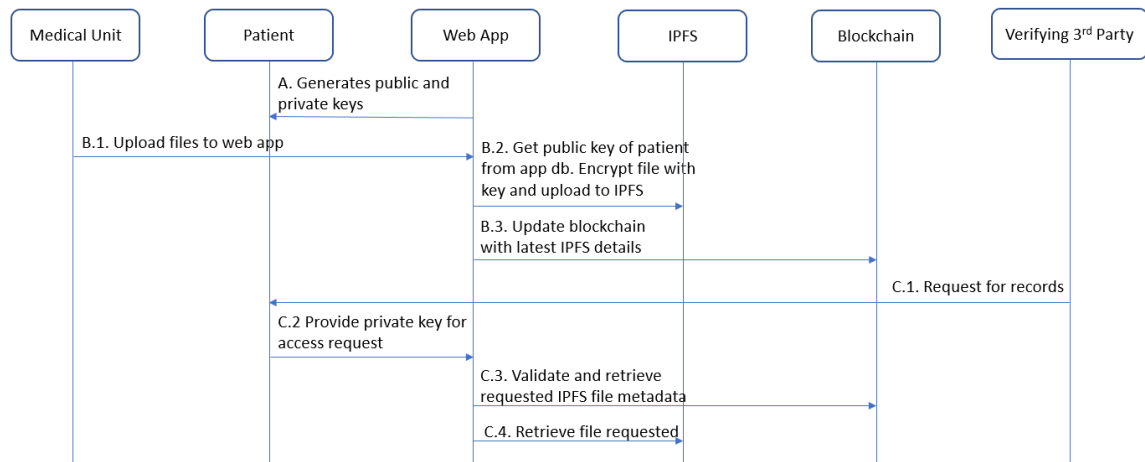 Medical Unit
Patient
Web App
IPFS
Blockchain
Verifying 3rd Party
A. Generates public and
private keys
B.1. Upload files to web app
B.2. Get public key of patient
from app db. Encrypt file with
key and upload to IPFS
B.3. Update blockchain
with latest IPFS details
C.1. Request for records
C.2 Provide private key for
access request
C.3. Validate and retrieve
requested IPFS file metadata
C.4. Retrieve file requested